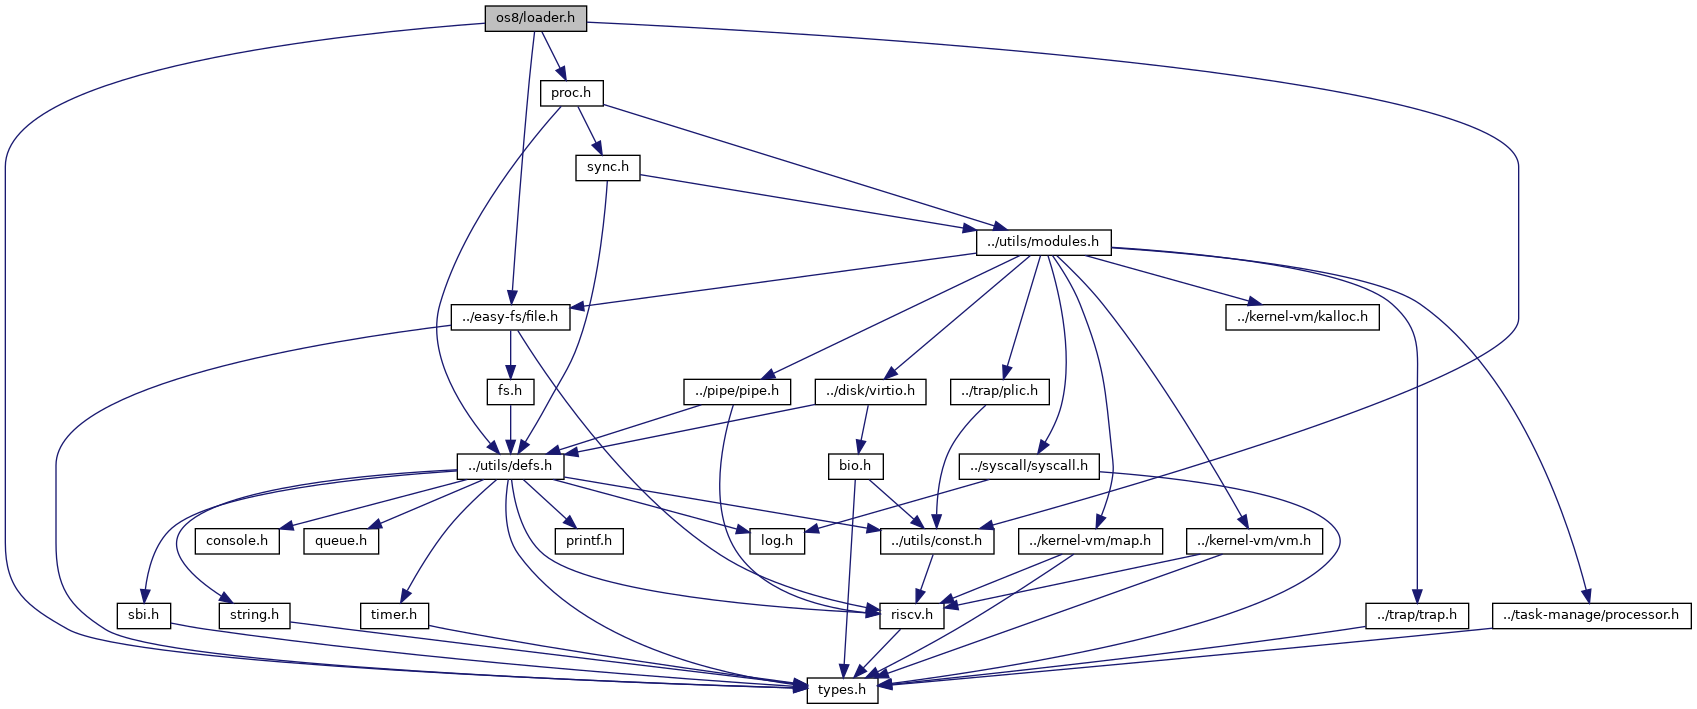 os8/loader.h
proc.h
sync.h
../utils/modules.h
../easy-fs/file.h
../kernel-vm/kalloc.h
fs.h
../pipe/pipe.h
../disk/virtio.h
../trap/plic.h
../utils/defs.h
bio.h
../syscall/syscall.h
console.h
queue.h
printf.h
log.h
../utils/const.h
../kernel-vm/map.h
../kernel-vm/vm.h
sbi.h
string.h
timer.h
riscv.h
../trap/trap.h
../task-manage/processor.h
types.h